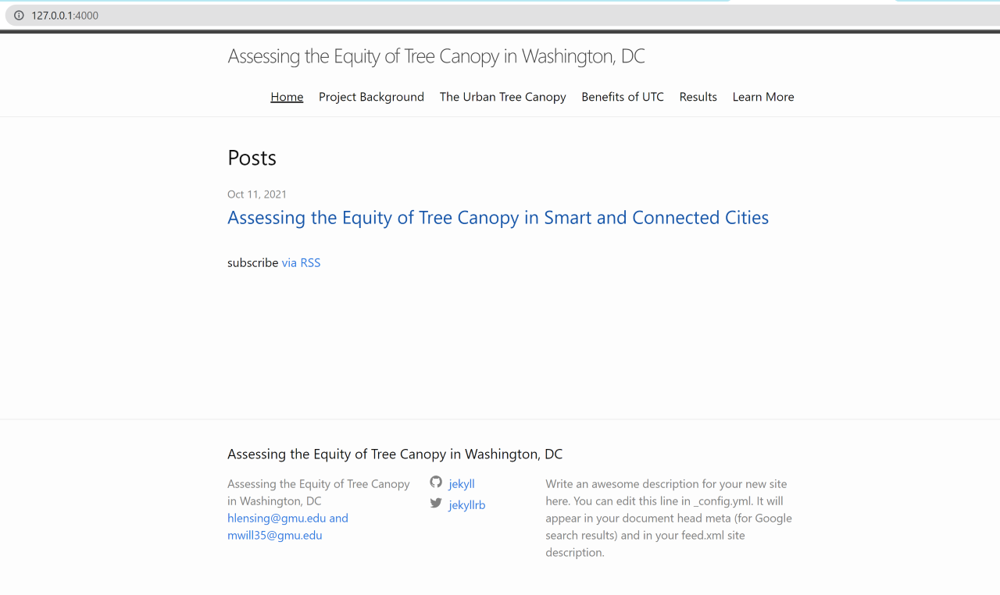 127.0.0.1:4000
Assessing the Equity of Tree Canopy in Washington, DC
Home Project Background The Urban Tree Canopy Benefits of UTC Results Learn More
Posts
Oct 11, 2021
Assessing the Equity of Tree Canopy in Smart and Connected Cities
subscribe via RSS
Assessing the Equity of Tree Canopy in Washington, DC
Assessing the Equity of Tree Canopy
in Washington, DC
hlensing@gmu.edu and
mwill35@gmu.edu
jekyll
jekyllrb
Write an awesome description for your new site
here. You can edit this line in _config.yml. It will
appear in your document head meta (for Google
search results) and in your feed.xml site
description.